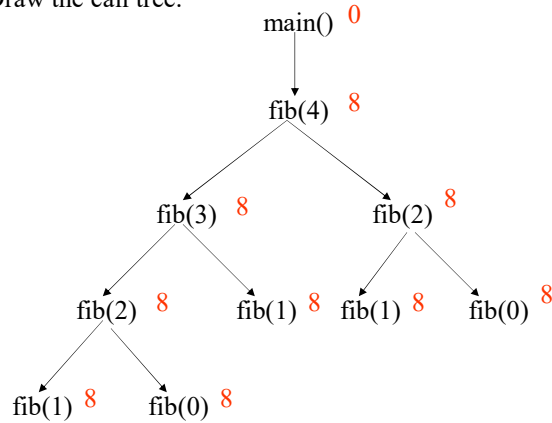 Draw the call tree.
main() 0
fib(4) 8
fib(3) 8 fib(2) 8
fib(2) 8 fib(1) 8 fib(1) 8 fib(0) 8
fib(1) 8 fib(0) 8